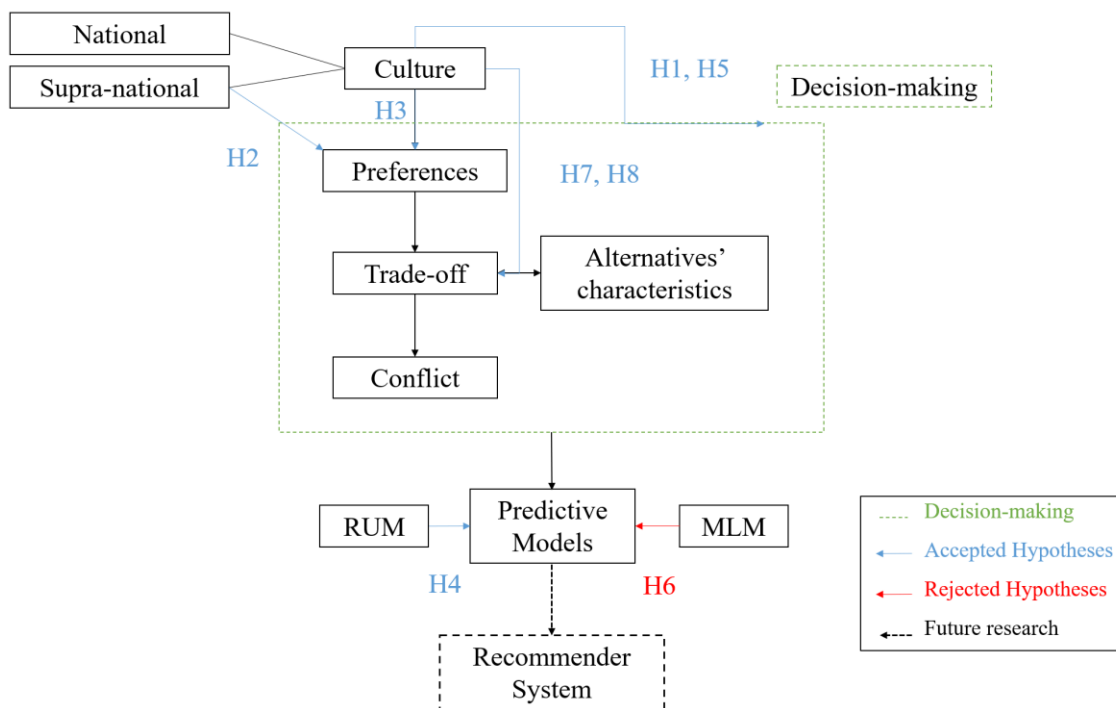 National
Supra-national
Culture
H1, H5
Decision-making
H3
H2
Preferences
H7, H8
Trade-off
Alternatives’
characteristics
Conflict
RUM
Predictive
Models
MLM
H4
H6
Recommender
System
Decision-making
Accepted Hypotheses
Rejected Hypotheses
Future research